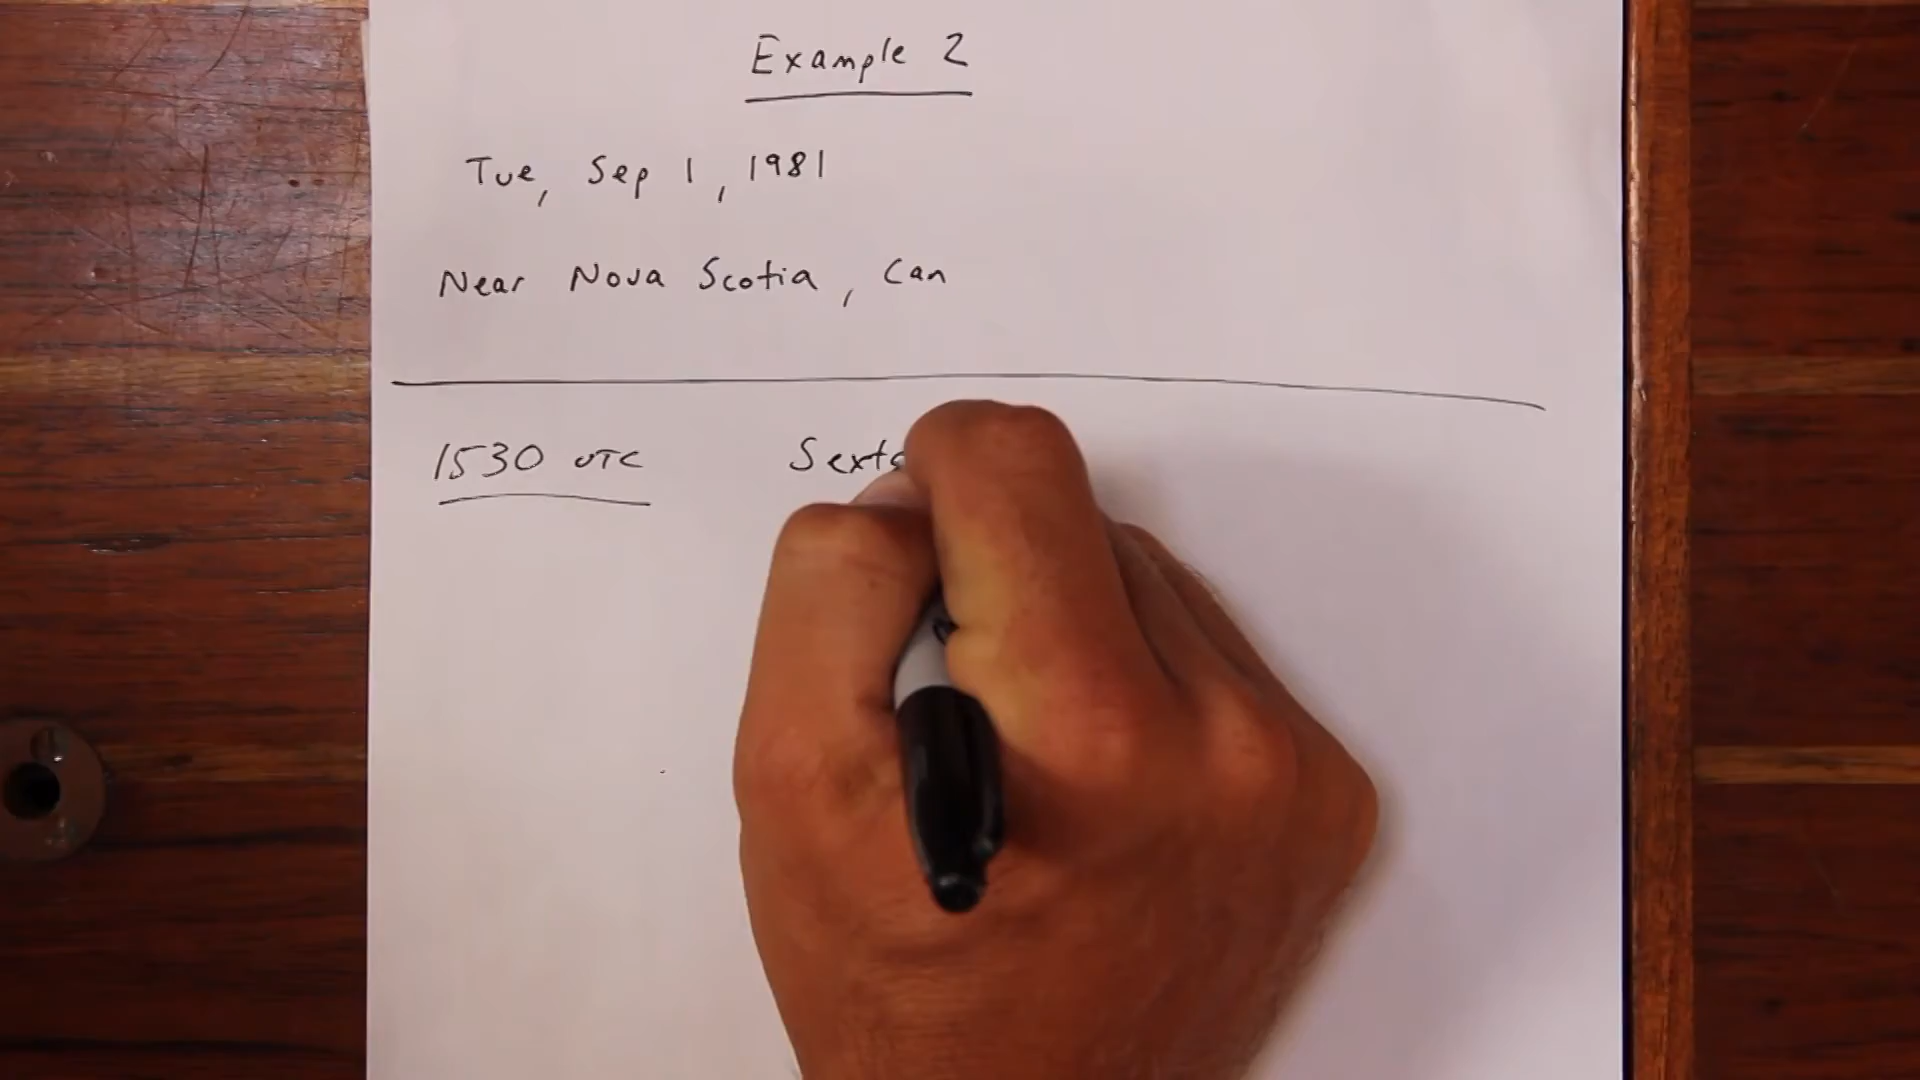 Example 2
Tue, Sep 1, 1981
Near Nova Scotia, Can
1530 UTC